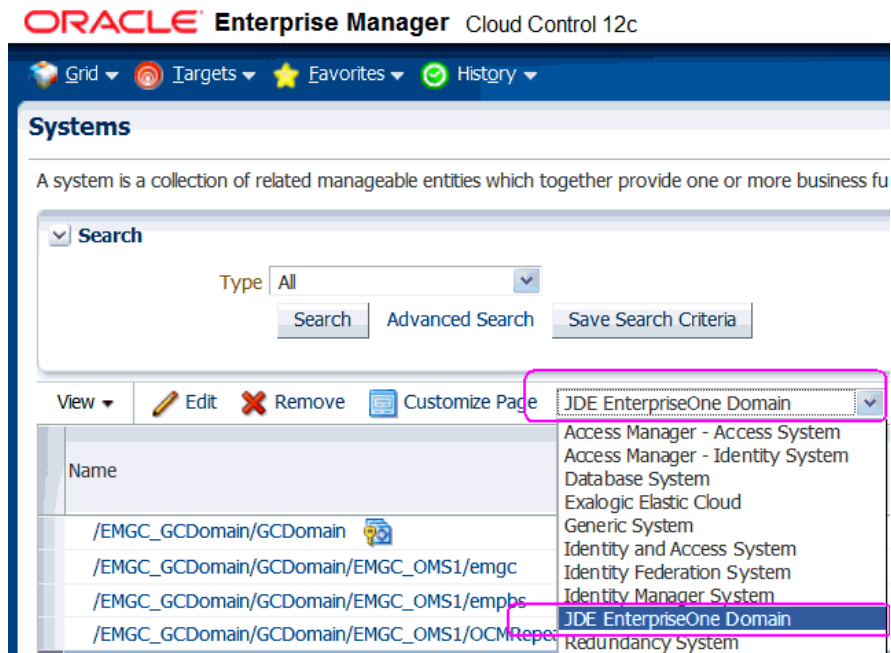 ORACLE Enterprise Manager Cloud Control 12c
Grid Targets Favorites History
Systems
A system is a collection of related manageable entities which together provide one or more business fu
Search
Type All
Search Advanced Search Save Search Criteria
View Edit Remove Customize Page JDE EnterpriseOne Domain
Access Manager - Access System
Access Manager - Identity System
Database System
Exalogic Elastic Cloud
Generic System
Identity and Access System
Identity Federation System
Identity Manager System
JDE EnterpriseOne Domain
Redundancy System
Name
/EMGC_GCDomain/GCDomain
/EMGC_GCDomain/GCDomain/EMGC_OMS1/emgc
/EMGC_GCDomain/GCDomain/EMGC_OMS1/empbs
/EMGC_GCDomain/GCDomain/EMGC_OMS1/OCMRepea